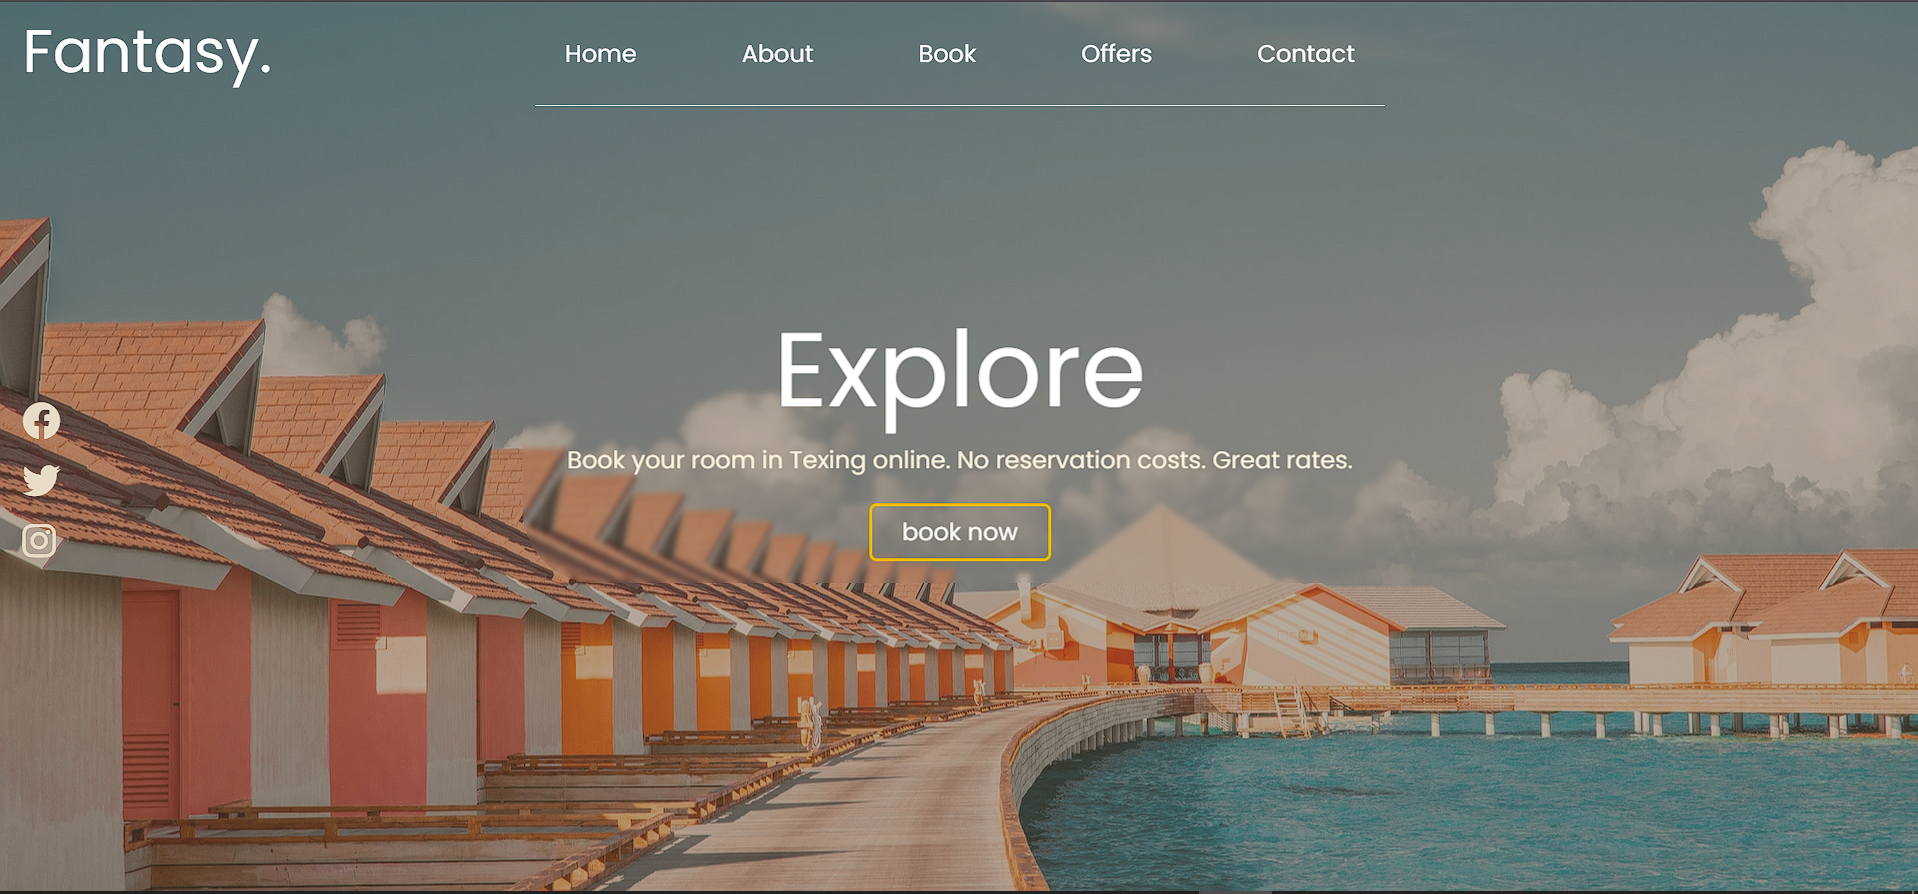 Fantasy.
Home About Book Offers Contact
Explore
Book your room in Texing online. No reservation costs. Great rates.
book now